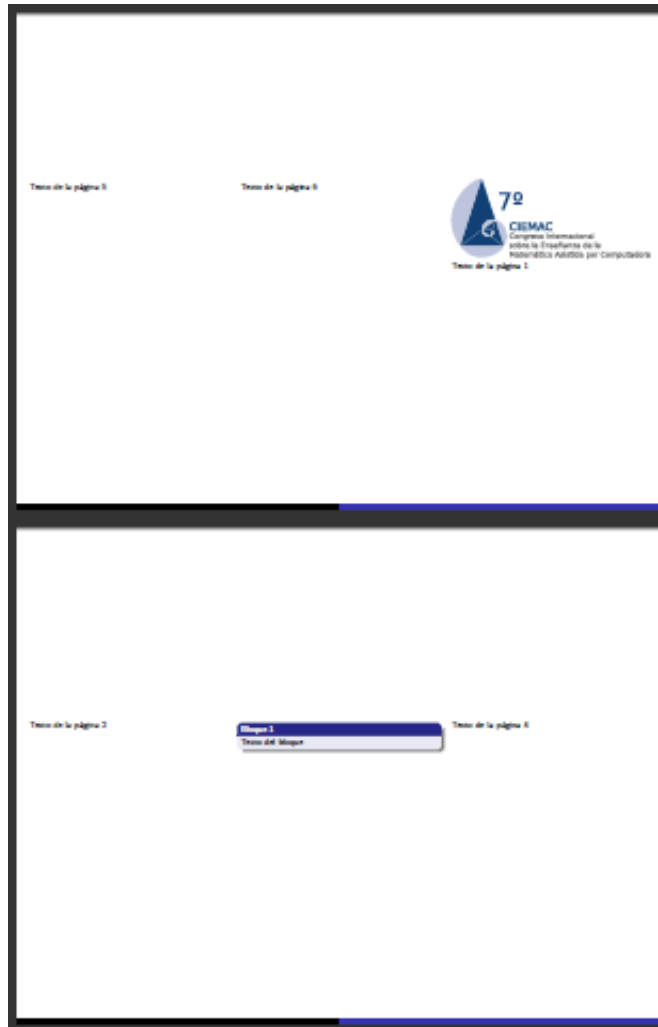 Texto de la página 5
Texto de la página 6
7º
CIEMAC
Congreso Internacional
sobre la Enseñanza de la
Matemática Asistida por Computadora
Texto de la página 1
Texto de la página 2
Bloque 1
Texto del bloque
Texto de la página 4